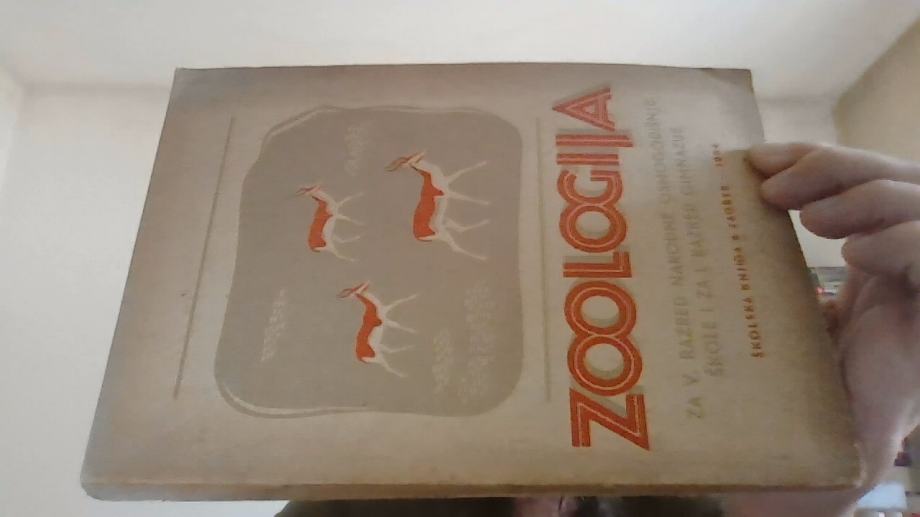 ZOOLOGIJA
ZA V. RAZRED NARODNE OSMOGODIŠNJE
ŠKOLE I ZA I. RAZRED GIMNAZIJE
ŠKOLSKA KNJIGA • ZAGREB • 1954